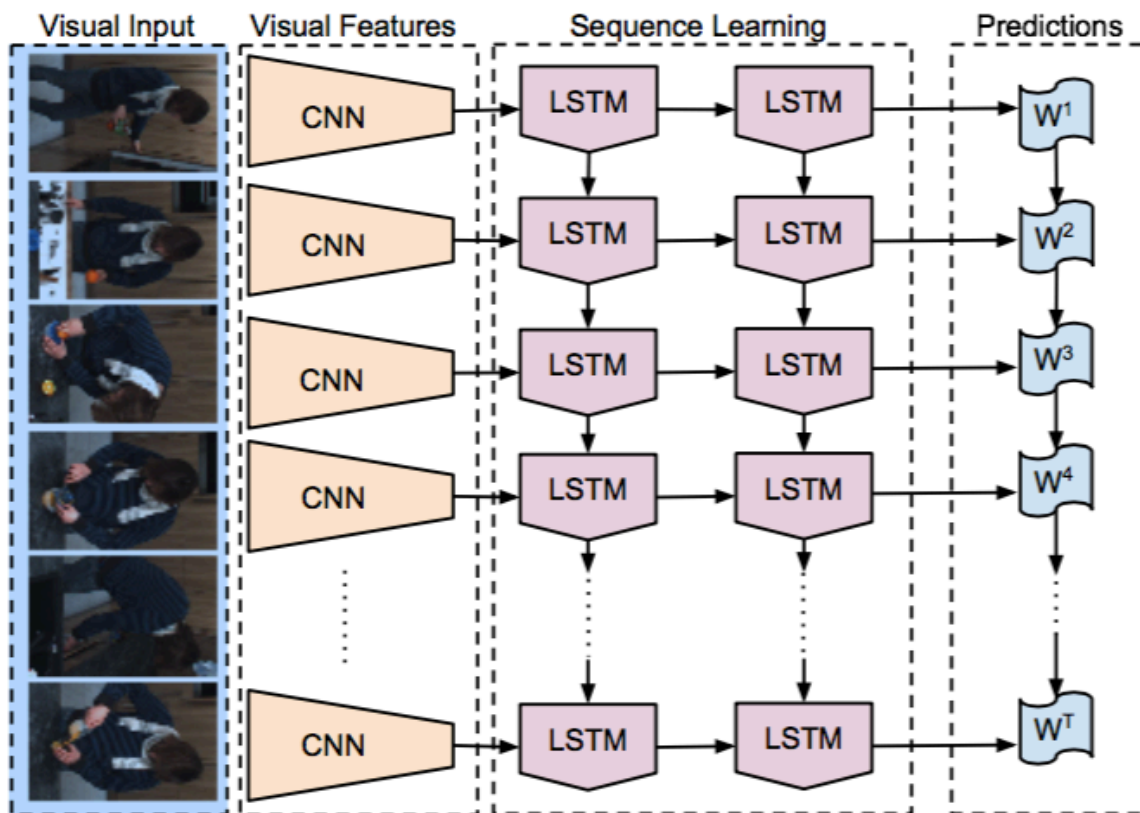 Visual Input Visual Features Sequence Learning Predictions
CNN LSTM LSTM W¹
CNN LSTM LSTM W²
CNN LSTM LSTM W³
CNN LSTM LSTM W⁴
CNN LSTM LSTM Wᵀ